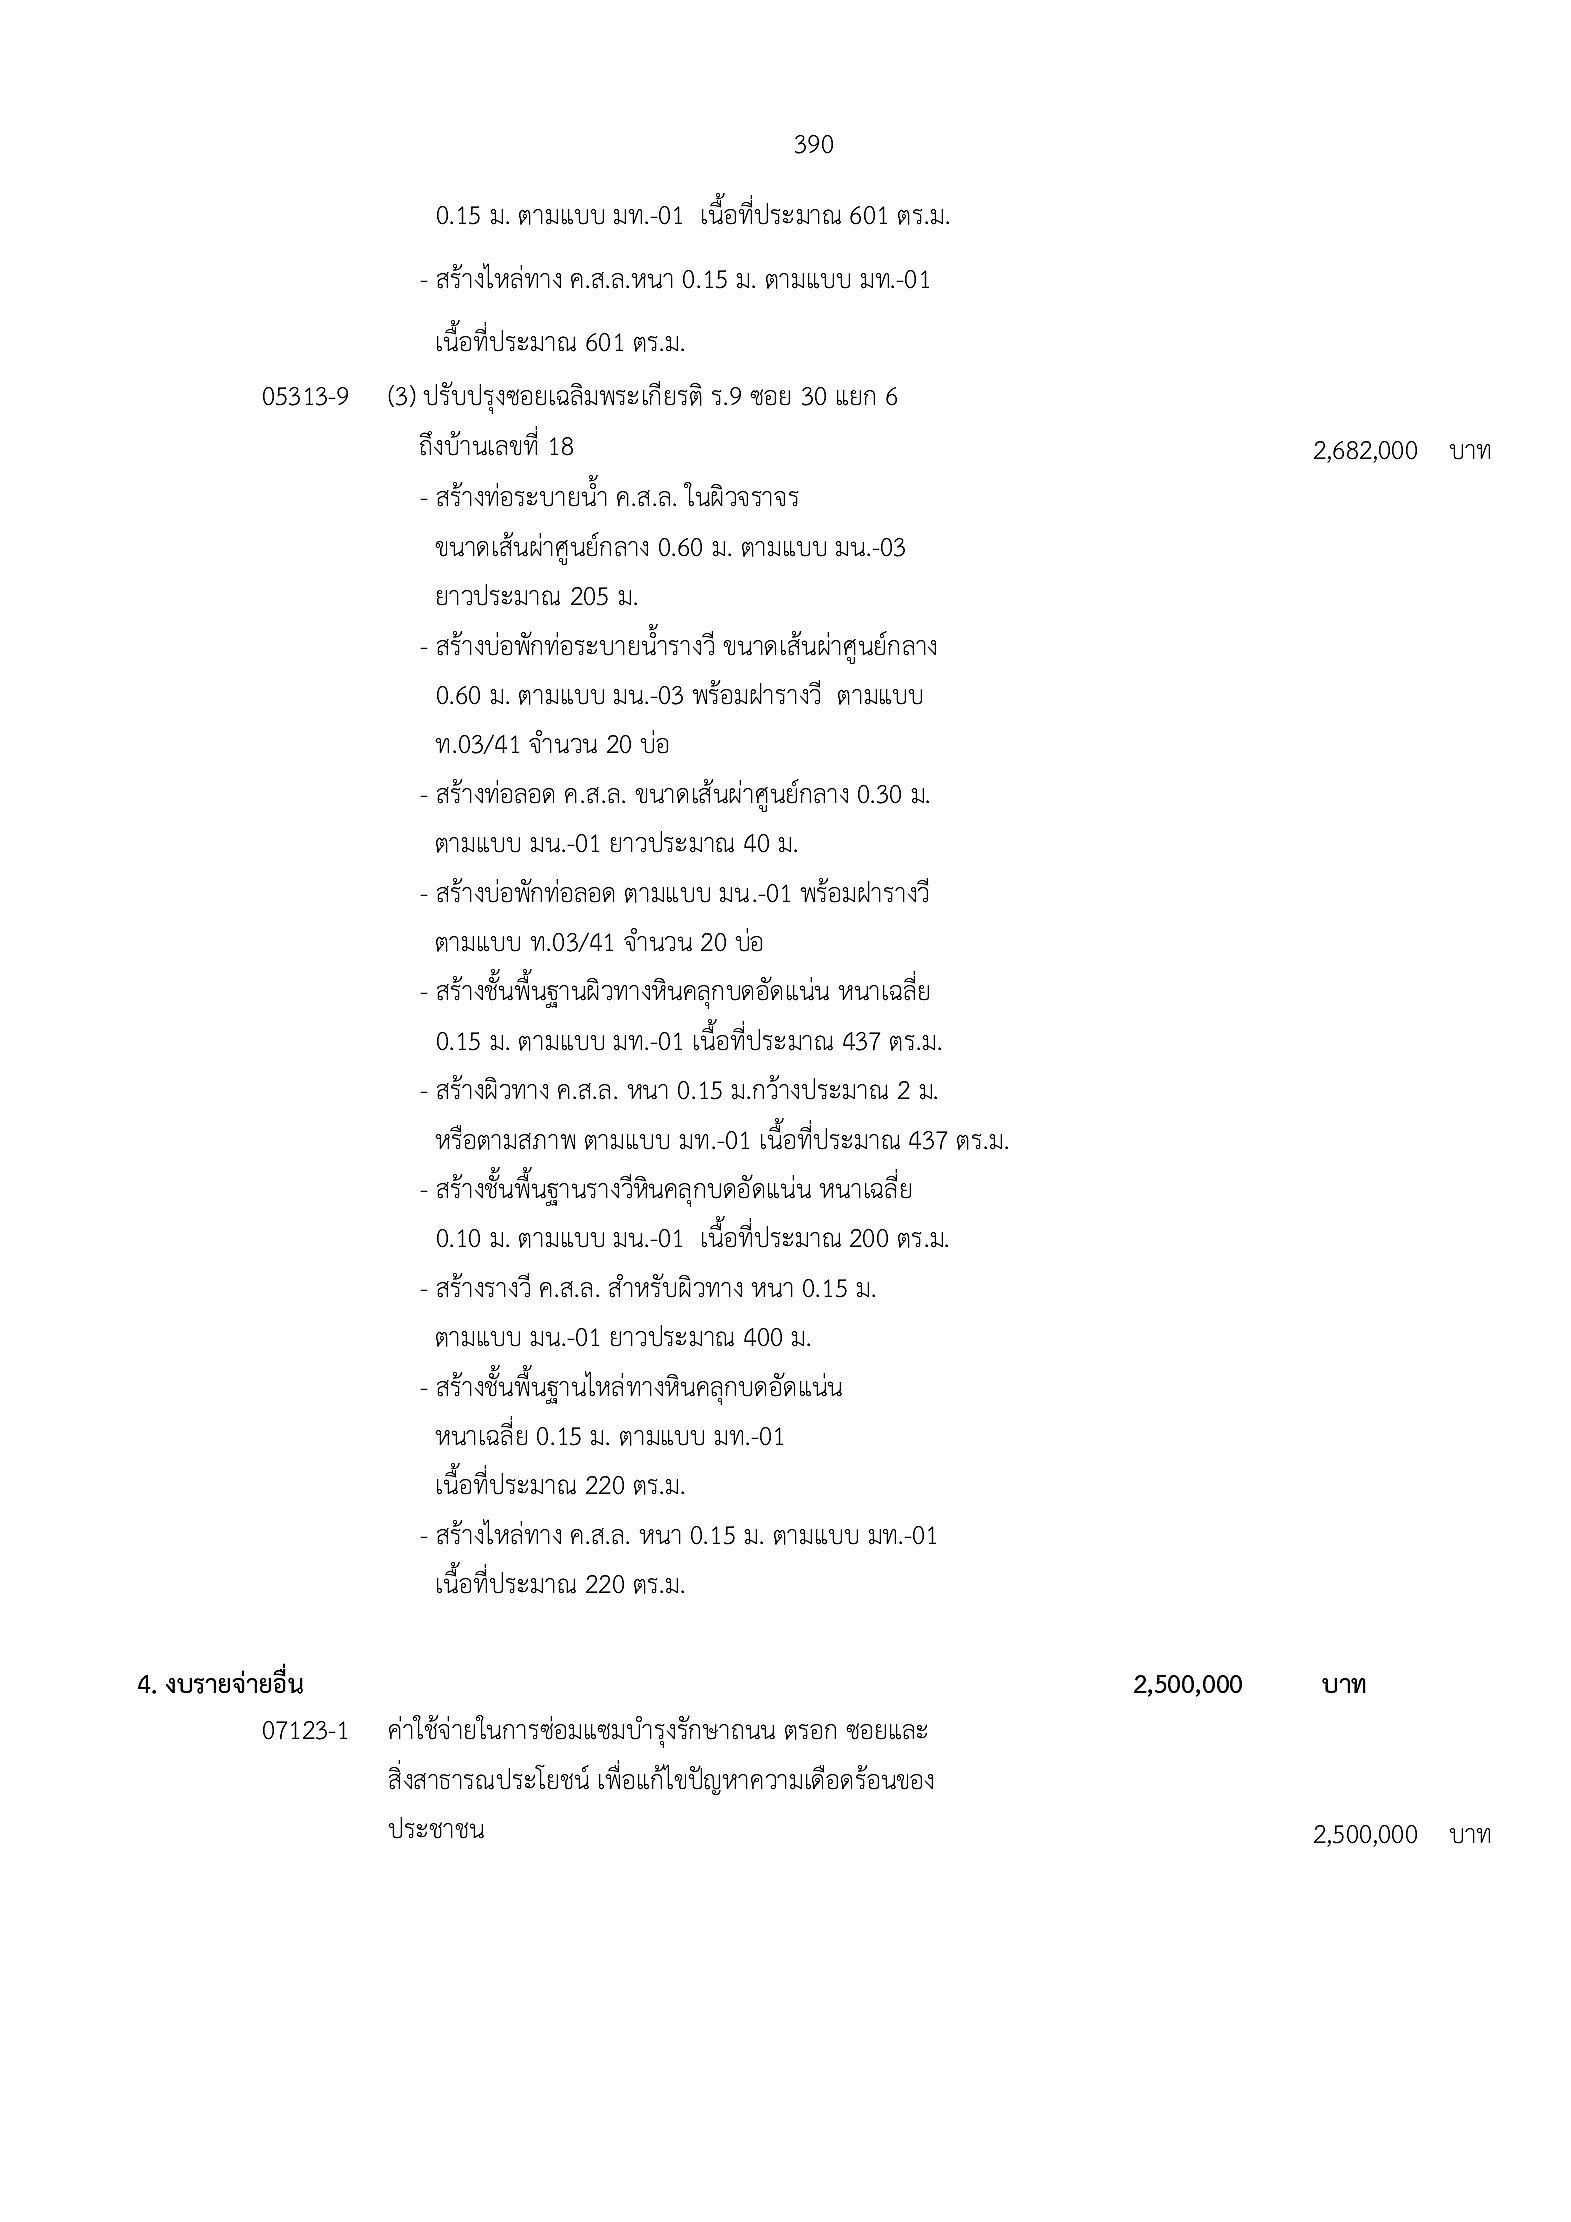 390
0.15 ม. ตามแบบ มท.-01 เนื้อที่ประมาณ 601 ตร.ม.
- สร้างไหล่ทาง ค.ส.ล.หนา 0.15 ม. ตามแบบ มท.-01
เนื้อที่ประมาณ 601 ตร.ม.
05313-9 (3) ปรับปรุงซอยเฉลิมพระเกียรติ ร.9 ซอย 30 แยก 6
ถึงบ้านเลขที่ 18 2,682,000 บาท
- สร้างท่อระบายน้ำ ค.ส.ล. ในผิวจราจร
ขนาดเส้นผ่าศูนย์กลาง 0.60 ม. ตามแบบ มน.-03
ยาวประมาณ 205 ม.
- สร้างบ่อพักท่อระบายน้ำรางวี ขนาดเส้นผ่าศูนย์กลาง
0.60 ม. ตามแบบ มน.-03 พร้อมฝารางวี ตามแบบ
ท.03/41 จำนวน 20 บ่อ
- สร้างท่อลอด ค.ส.ล. ขนาดเส้นผ่าศูนย์กลาง 0.30 ม.
ตามแบบ มน.-01 ยาวประมาณ 40 ม.
- สร้างบ่อพักท่อลอด ตามแบบ มน.-01 พร้อมฝารางวี
ตามแบบ ท.03/41 จำนวน 20 บ่อ
- สร้างชั้นพื้นฐานผิวทางหินคลุกบดอัดแน่น หนาเฉลี่ย
0.15 ม. ตามแบบ มท.-01 เนื้อที่ประมาณ 437 ตร.ม.
- สร้างผิวทาง ค.ส.ล. หนา 0.15 ม.กว้างประมาณ 2 ม.
หรือตามสภาพ ตามแบบ มท.-01 เนื้อที่ประมาณ 437 ตร.ม.
- สร้างชั้นพื้นฐานรางวีหินคลุกบดอัดแน่น หนาเฉลี่ย
0.10 ม. ตามแบบ มน.-01 เนื้อที่ประมาณ 200 ตร.ม.
- สร้างรางวี ค.ส.ล. สำหรับผิวทาง หนา 0.15 ม.
ตามแบบ มน.-01 ยาวประมาณ 400 ม.
- สร้างชั้นพื้นฐานไหล่ทางหินคลุกบดอัดแน่น
หนาเฉลี่ย 0.15 ม. ตามแบบ มท.-01
เนื้อที่ประมาณ 220 ตร.ม.
- สร้างไหล่ทาง ค.ส.ล. หนา 0.15 ม. ตามแบบ มท.-01
เนื้อที่ประมาณ 220 ตร.ม.
4. งบรายจ่ายอื่น 2,500,000 บาท
07123-1 ค่าใช้จ่ายในการซ่อมแซมบำรุงรักษาถนน ตรอก ซอยและ
สิ่งสาธารณประโยชน์ เพื่อแก้ไขปัญหาความเดือดร้อนของ
ประชาชน 2,500,000 บาท